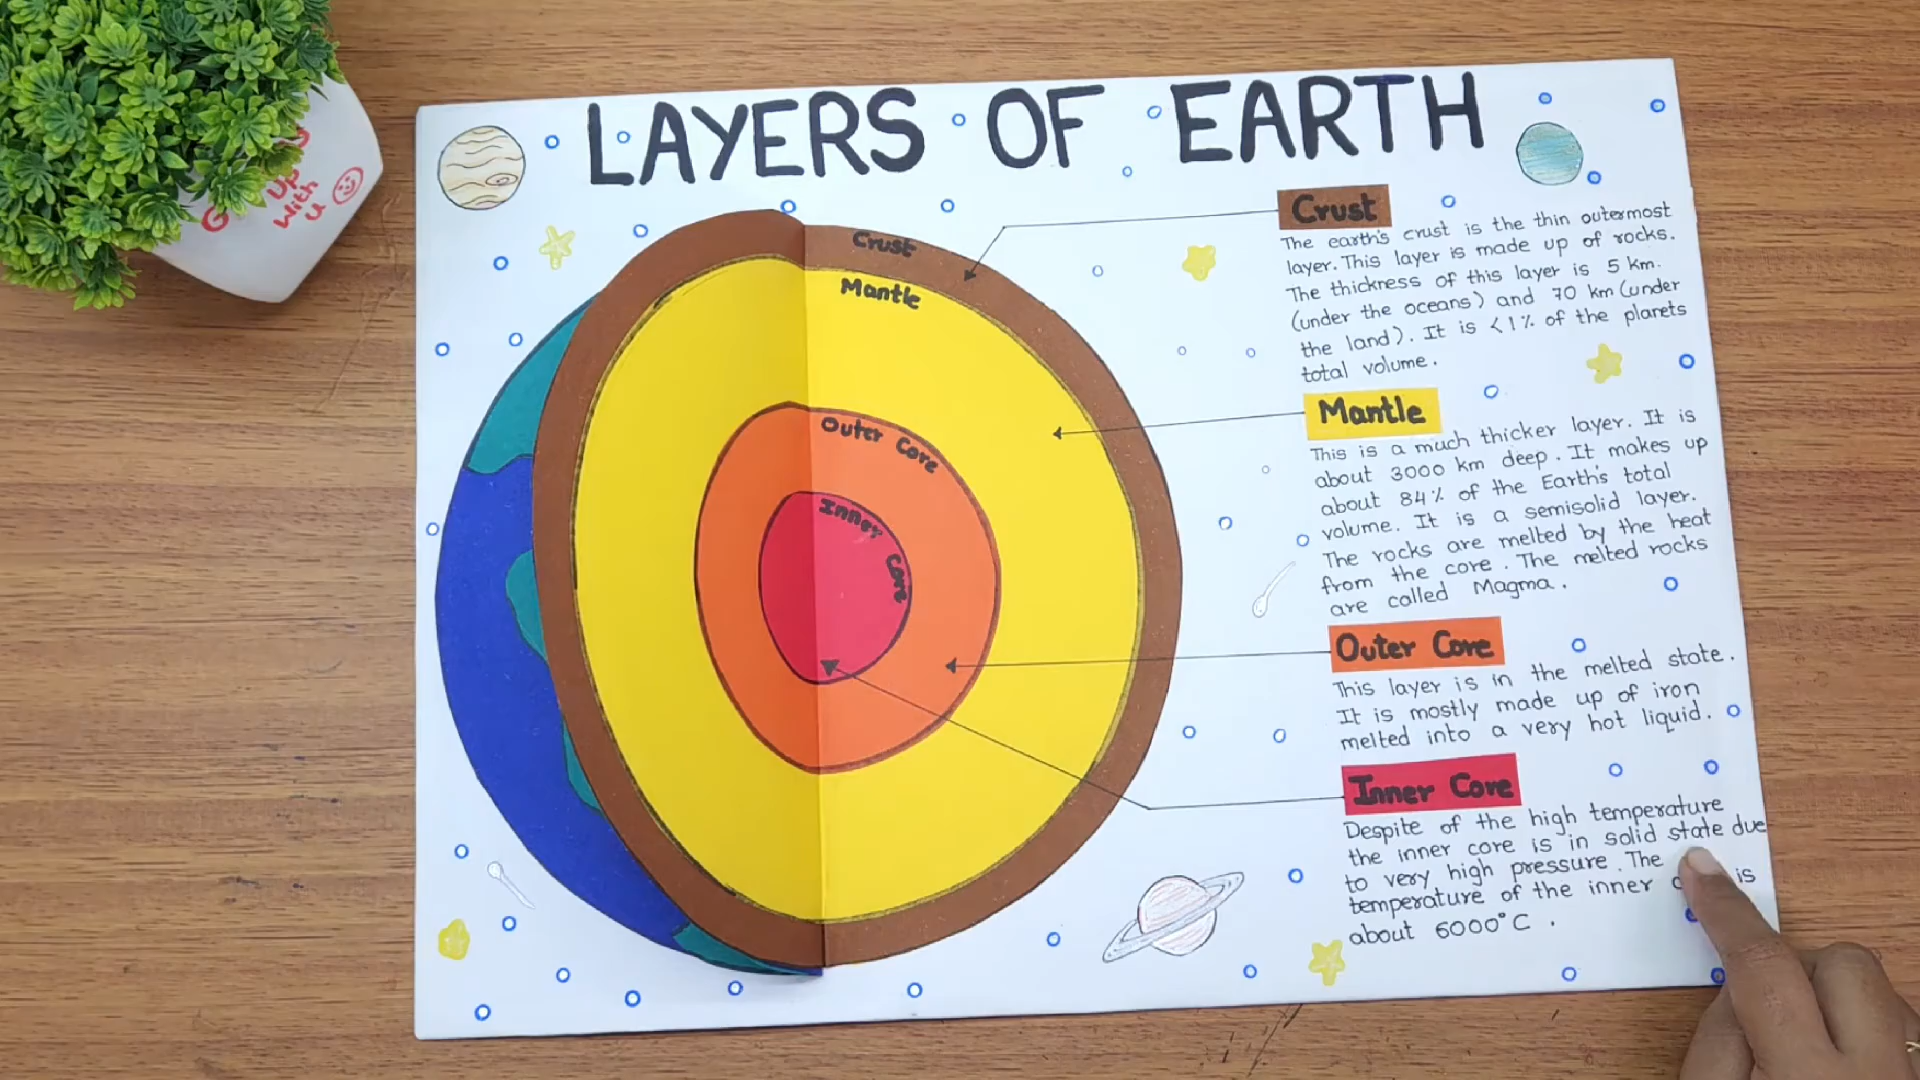 LAYERS OF EARTH
Up
With
U
Crust
Mantle
Outer Core
Inner Core
Crust
The earth's crust is the thin outermost
layer. This layer is made up of rocks.
The thickness of this layer is 5 km.
(under the oceans) and 70 km (under
the land). It is <1% of the planets
total volume.
Mantle
This is a much thicker layer. It is
about 3000 km deep. It makes up
about 84% of the Earth's total
volume. It is a semisolid layer.
The rocks are melted by the heat
from the core. The melted rocks
are called Magma.
Outer Core
This layer is in the melted state.
It is mostly made up of iron
melted into a very hot liquid.
Inner Core
Despite of the high temperature
the inner core is in solid state due
to very high pressure. The
temperature of the inner is
about 6000°C.